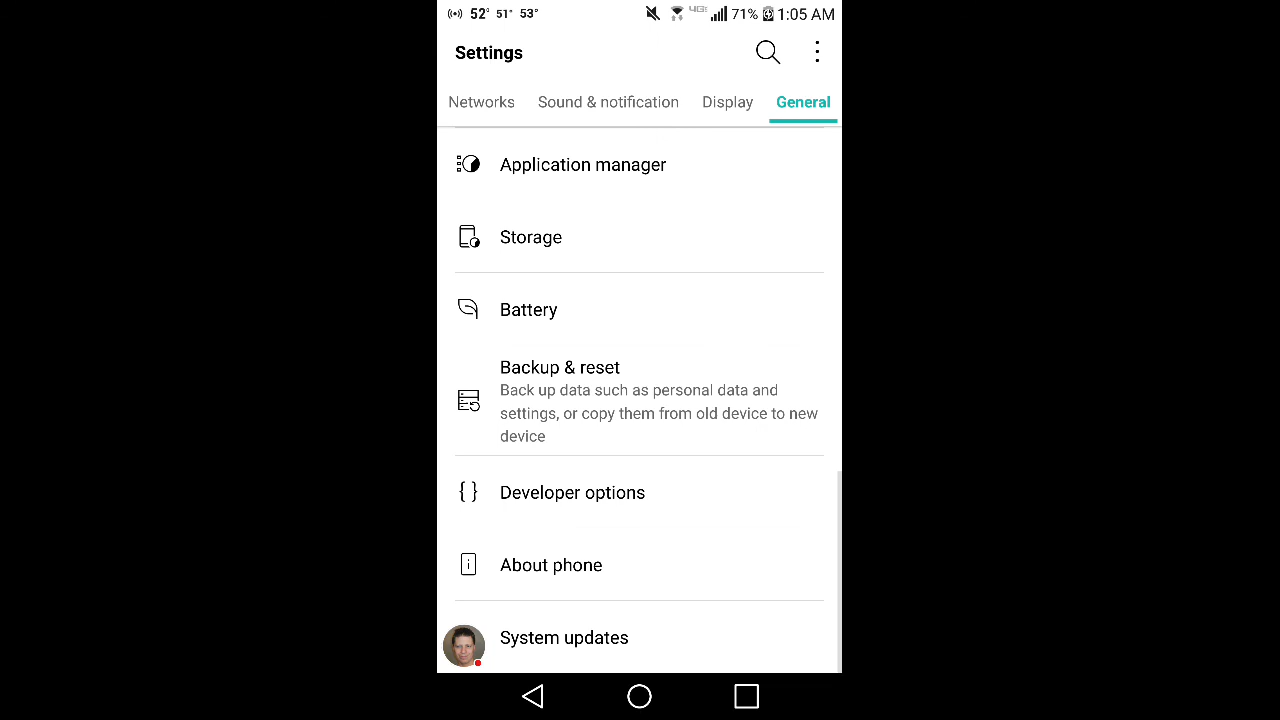 52° 51° 53° 4G 71% 1:05 AM
Settings
Networks Sound & notification Display General
Application manager
Storage
Battery
Backup & reset
Back up data such as personal data and
settings, or copy them from old device to new
device
{ } Developer options
About phone
System updates